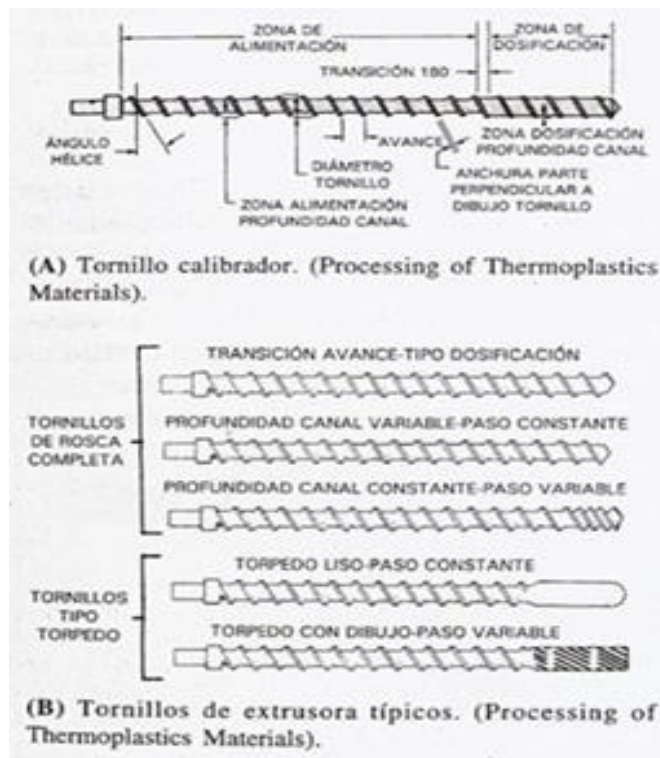 ZONA DE
ALIMENTACIÓN
ZONA DE
DOSIFICACIÓN
TRANSICIÓN 180
ÁNGULO
HÉLICE
AVANCE
ZONA DOSIFICACIÓN
PROFUNDIDAD CANAL
DIÁMETRO
TORNILLO
ANCHURA PARTE
PERPENDICULAR A
DIBUJO TORNILLO
ZONA ALIMENTACIÓN
PROFUNDIDAD CANAL
(A) Tornillo calibrador. (Processing of Thermoplastics
Materials).
TRANSICIÓN AVANCE-TIPO DOSIFICACIÓN
TORNILLOS
DE ROSCA
COMPLETA
PROFUNDIDAD CANAL VARIABLE-PASO CONSTANTE
PROFUNDIDAD CANAL CONSTANTE-PASO VARIABLE
TORPEDO LISO-PASO CONSTANTE
TORNILLOS
TIPO
TORPEDO
TORPEDO CON DIBUJO-PASO VARIABLE
(B) Tornillos de extrusora típicos. (Processing of
Thermoplastics Materials).